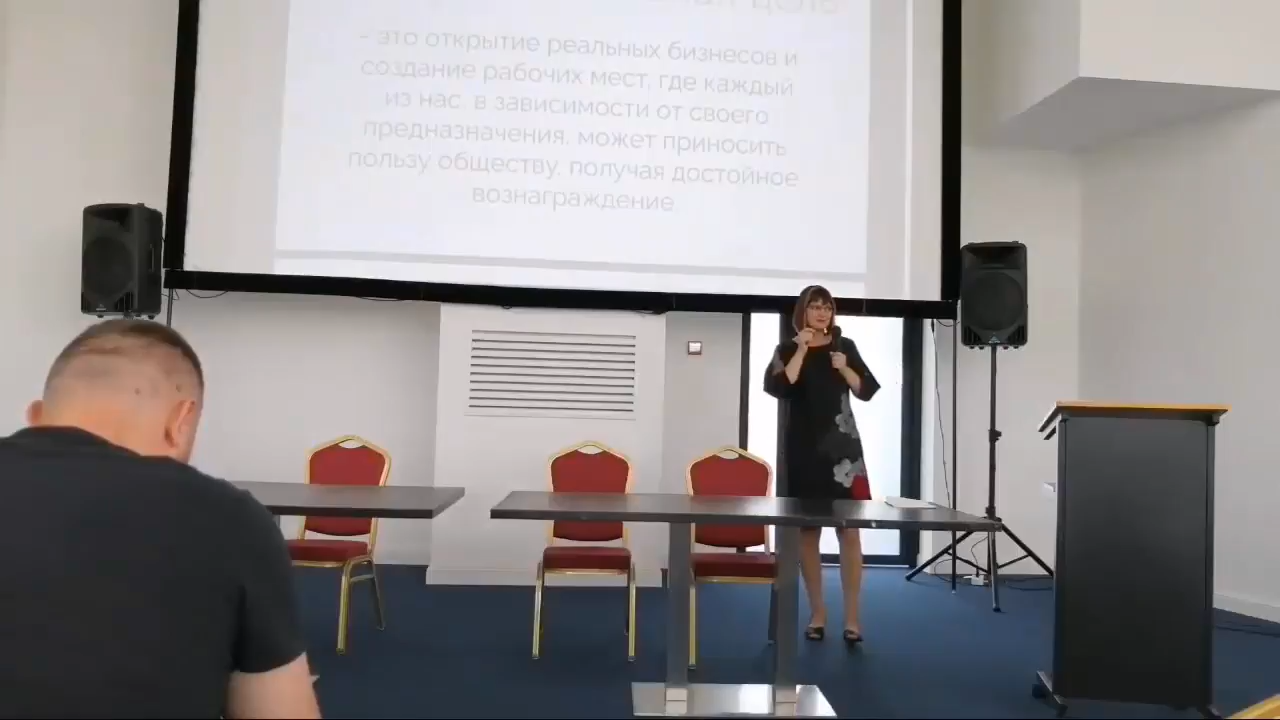 цель
- это открытие реальных бизнесов и
создание рабочих мест, где каждый
из нас, в зависимости от своего
предназначения, может приносить
пользу обществу, получая достойное
вознаграждение